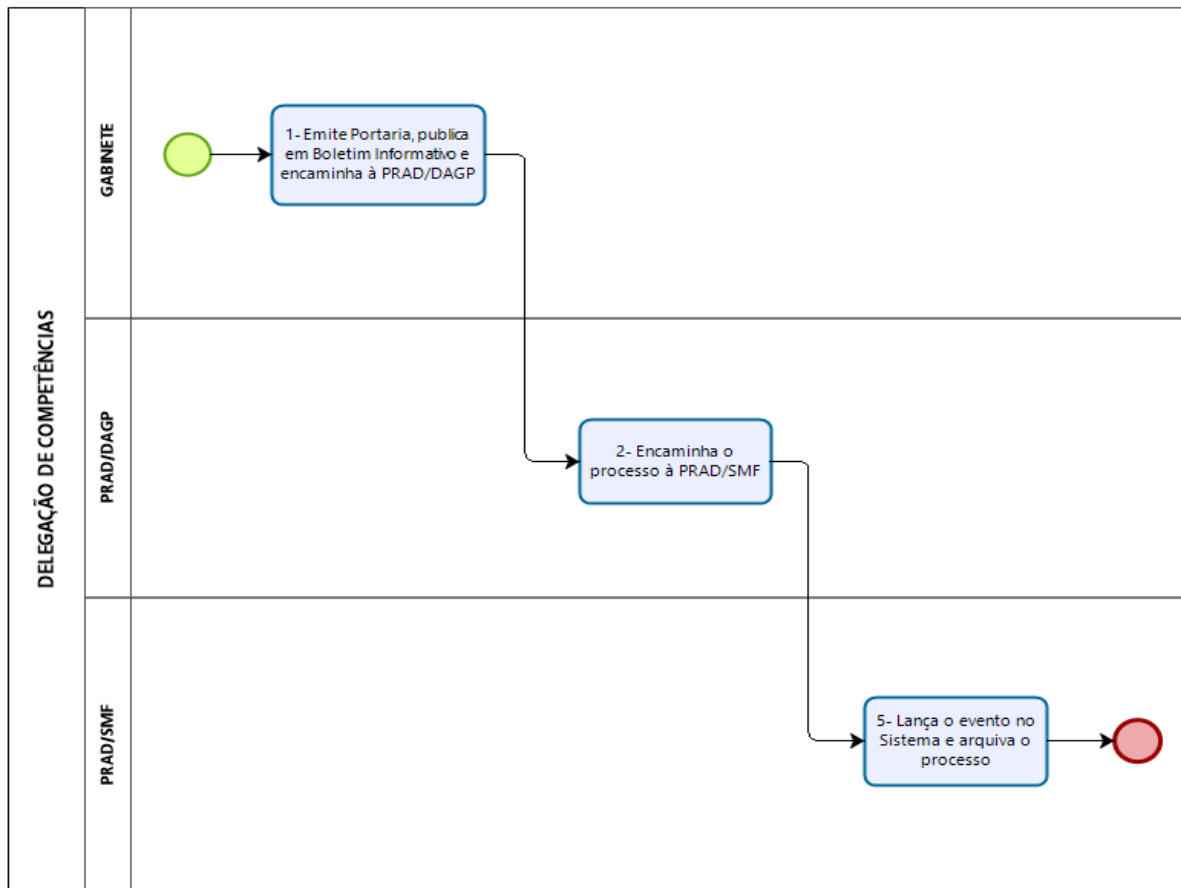 DELEGAÇÃO DE COMPETÊNCIAS
GABINETE
1- Emite Portaria, publica
em Boletim Informativo e
encaminha à PRAD/DAGP
PRAD/DAGP
2- Encaminha o
processo à PRAD/SMF
PRAD/SMF
5- Lança o evento no
Sistema e arquiva o
processo